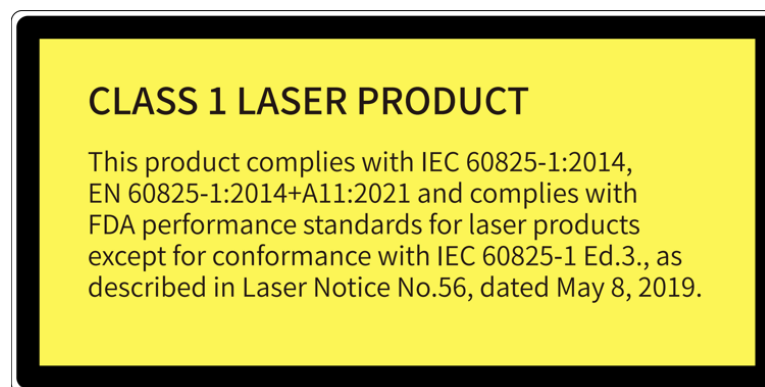 CLASS 1 LASER PRODUCT
This product complies with IEC 60825-1:2014,
EN 60825-1:2014+A11:2021 and complies with
FDA performance standards for laser products
except for conformance with IEC 60825-1 Ed.3., as
described in Laser Notice No.56, dated May 8, 2019.